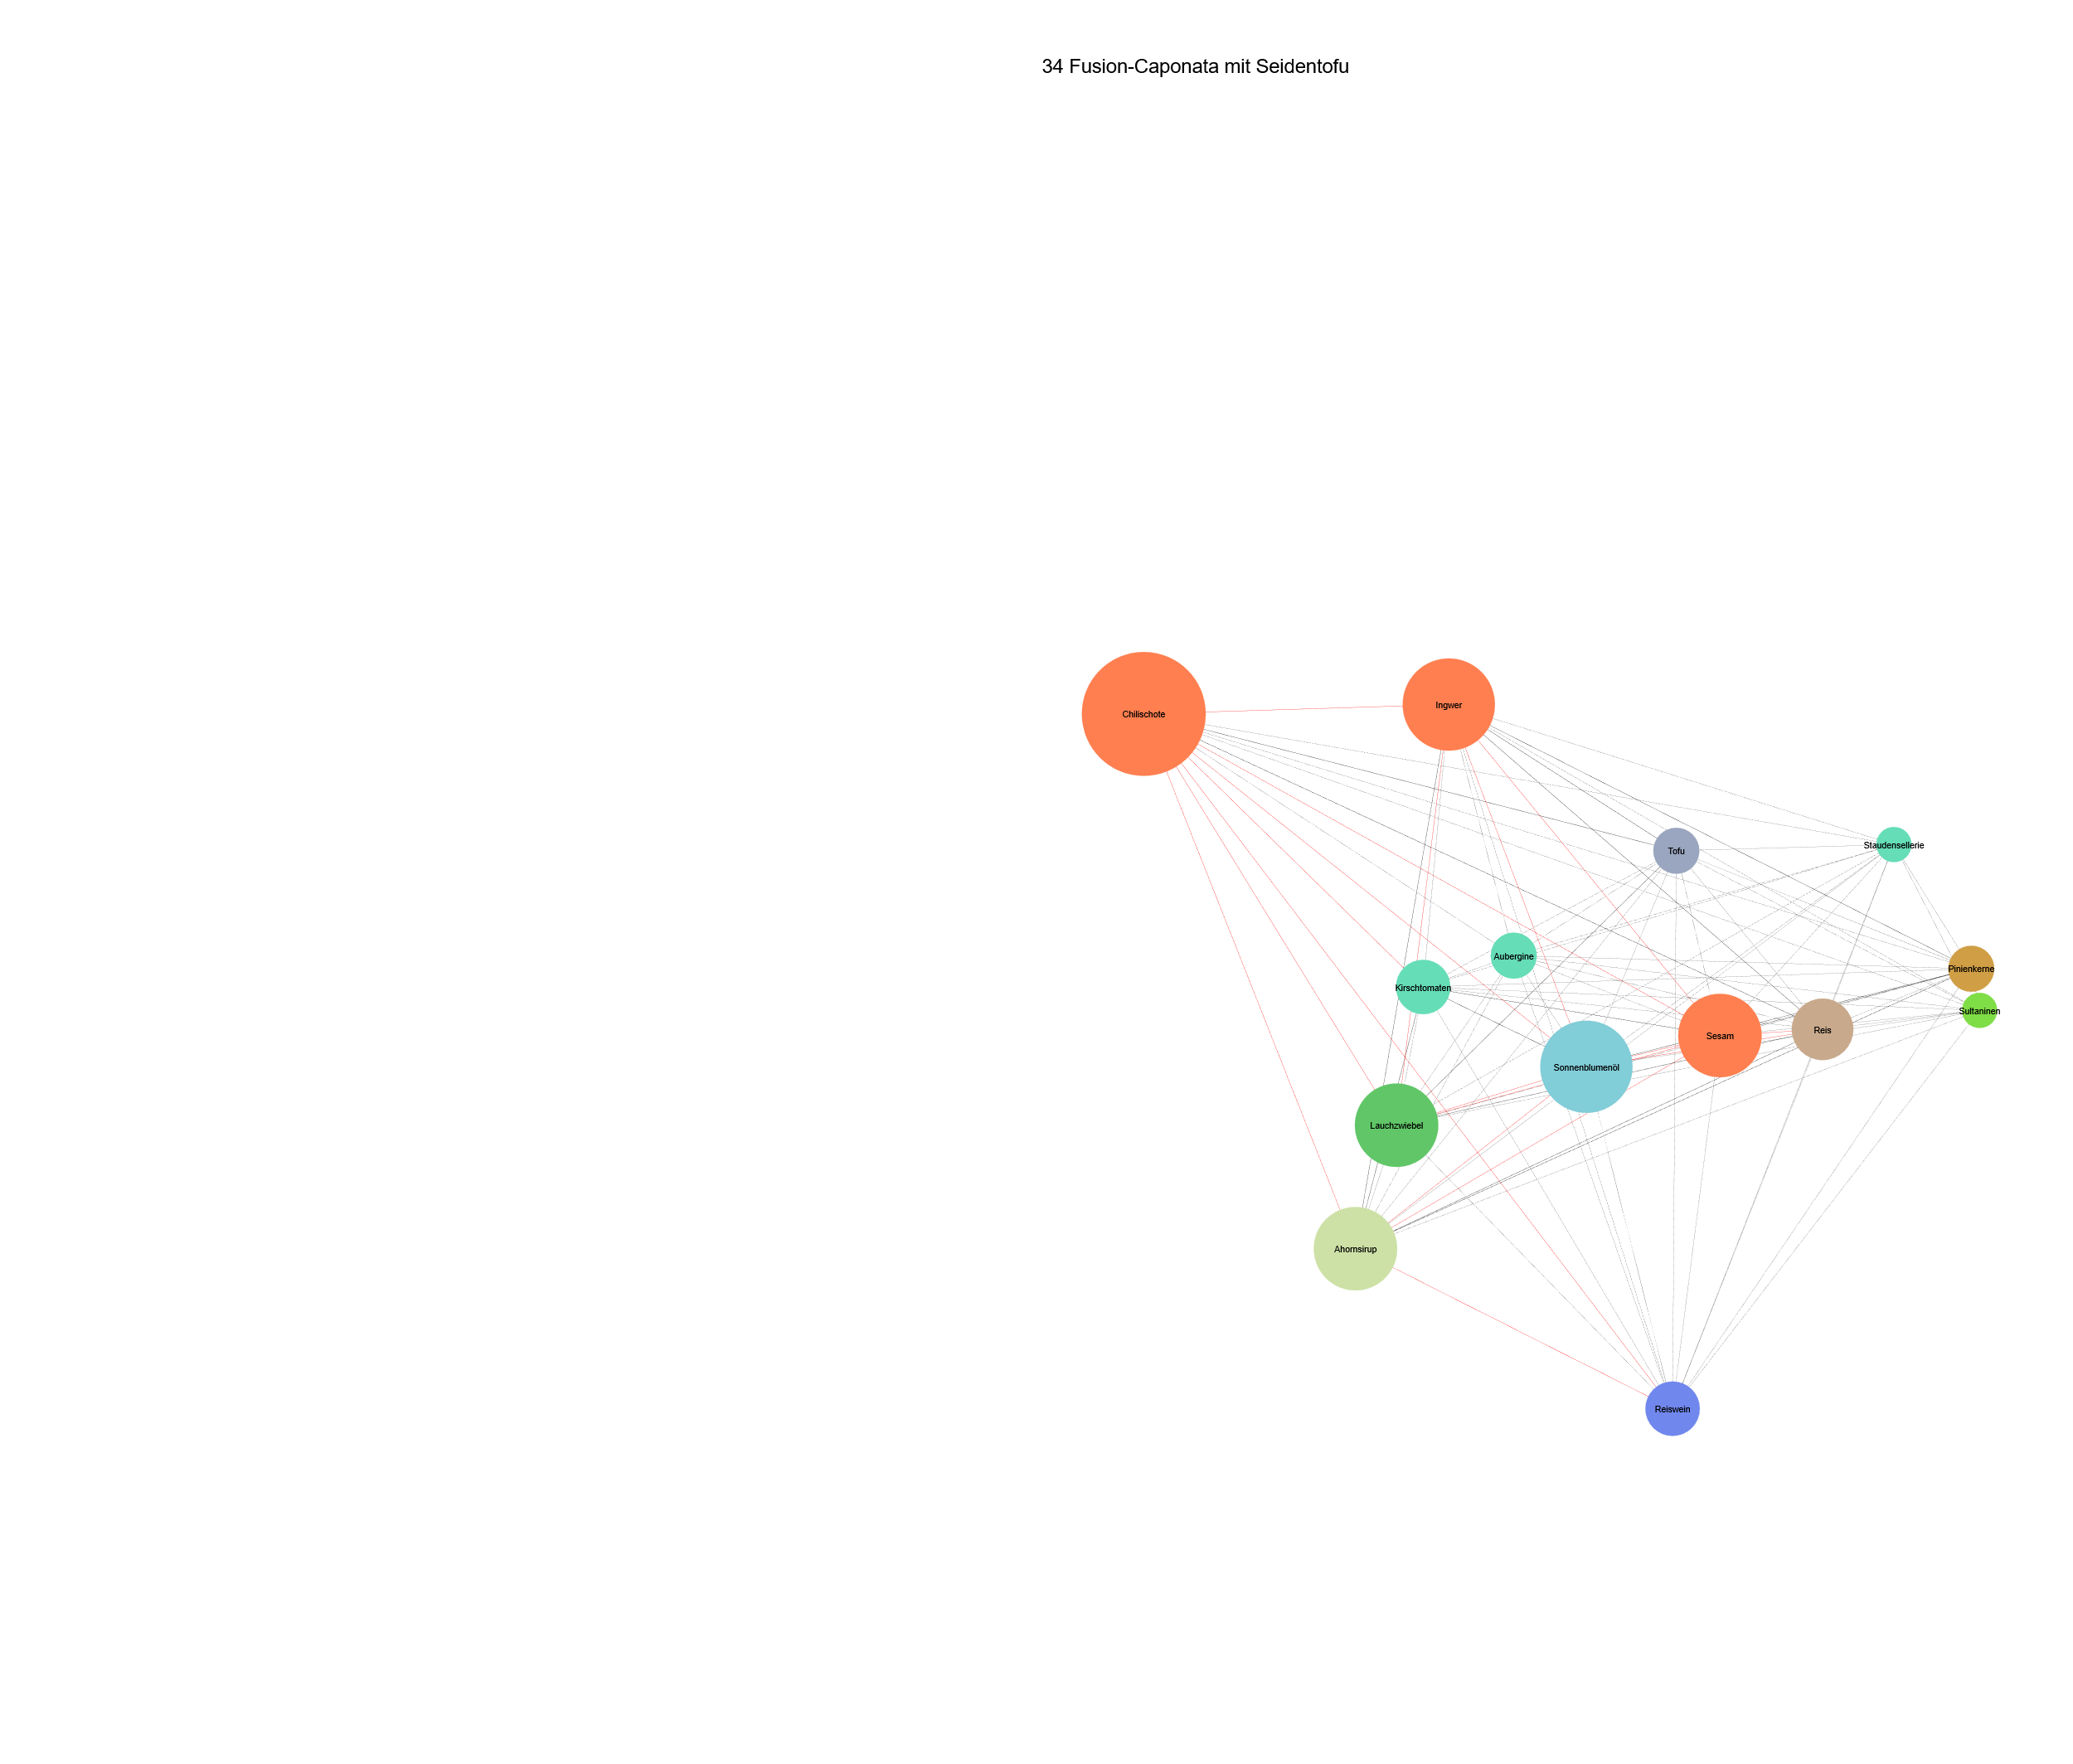 34 Fusion-Caponata mit Seidentofu
Chilischote
Ingwer
Tofu
Staudensellerie
Aubergine
Pinienkerne
Kirschtomaten
Sultaninen
Reis
Sesam
Sonnenblumenöl
Lauchzwiebel
Ahornsirup
Reiswein